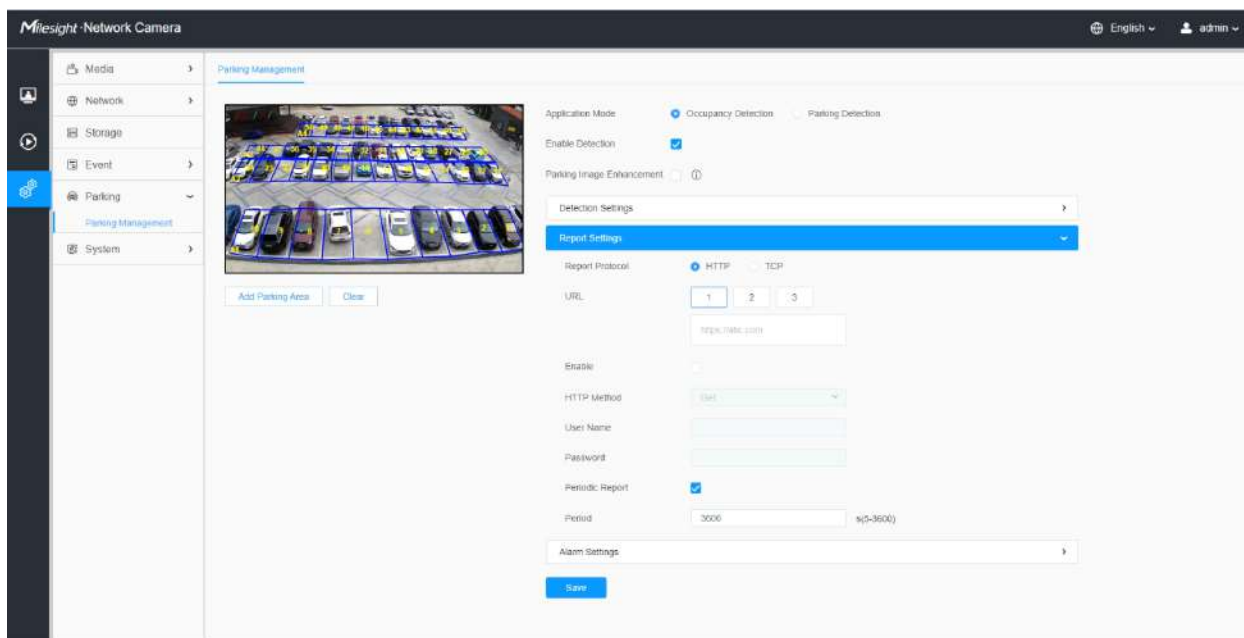 Milesight · Network Camera
English
admin
Media
Network
Storage
Event
Parking
Parking Management
System
Parking Management
Add Parking Area
Clear
Application Mode
Occupancy Detection
Parking Detection
Enable Detection
Parking Image Enhancement
Detection Settings
Report Settings
Report Protocol
HTTP
TCP
URL
1
2
3
Enable
HTTP Method
Get
User Name
Password
Periodic Report
Period
3600
s(5-3600)
Alarm Settings
Save